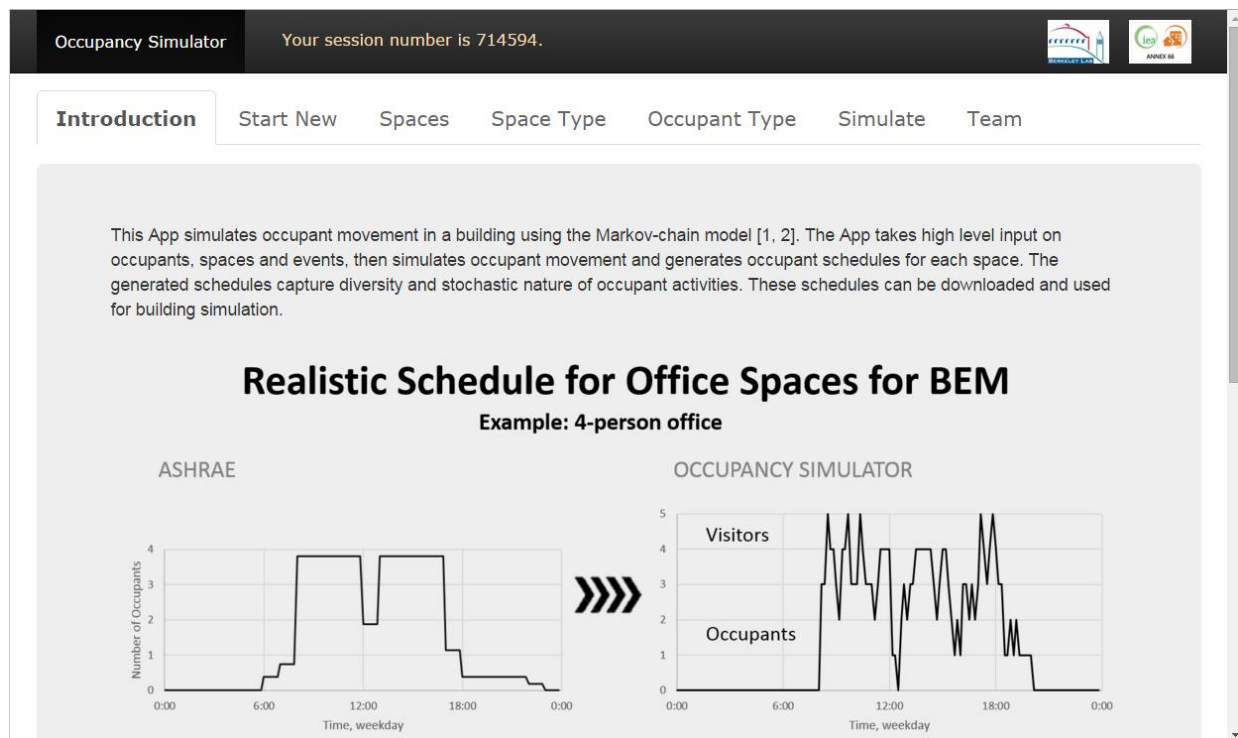 Occupancy Simulator
Your session number is 714594.
BERKELEY LAB
iea
ANNEX 66
Introduction
Start New
Spaces
Space Type
Occupant Type
Simulate
Team
This App simulates occupant movement in a building using the Markov-chain model [1, 2]. The App takes high level input on
occupants, spaces and events, then simulates occupant movement and generates occupant schedules for each space. The
generated schedules capture diversity and stochastic nature of occupant activities. These schedules can be downloaded and used
for building simulation.
Realistic Schedule for Office Spaces for BEM
Example: 4-person office
ASHRAE
Number of Occupants
4
3
2
1
0
0:00
6:00
12:00
18:00
0:00
Time, weekday
OCCUPANCY SIMULATOR
5
4
3
2
1
0
Visitors
Occupants
0:00
6:00
12:00
18:00
0:00
Time, weekday